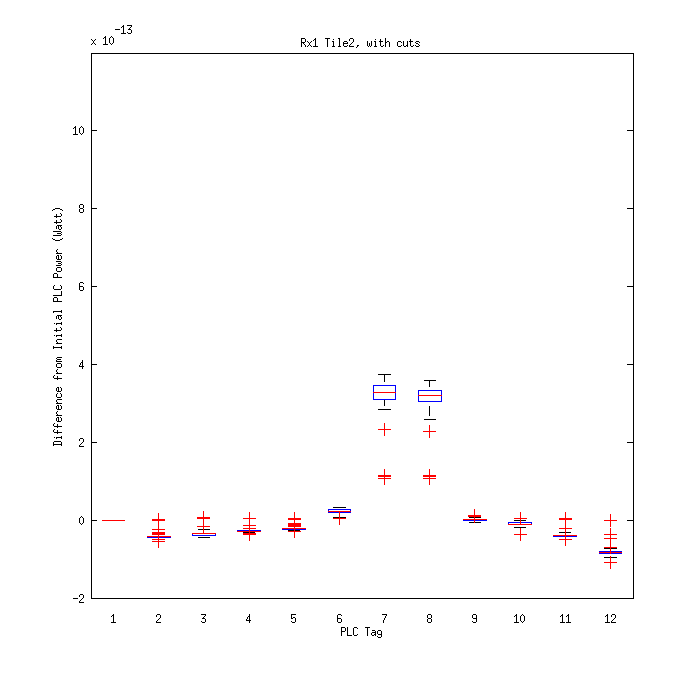 x 10-13
Rx1 Tile2, with cuts
10
8
6
4
2
0
-2
Difference from Initial PLC Power (Watt)
1 2 3 4 5 6 7 8 9 10 11 12
PLC Tag